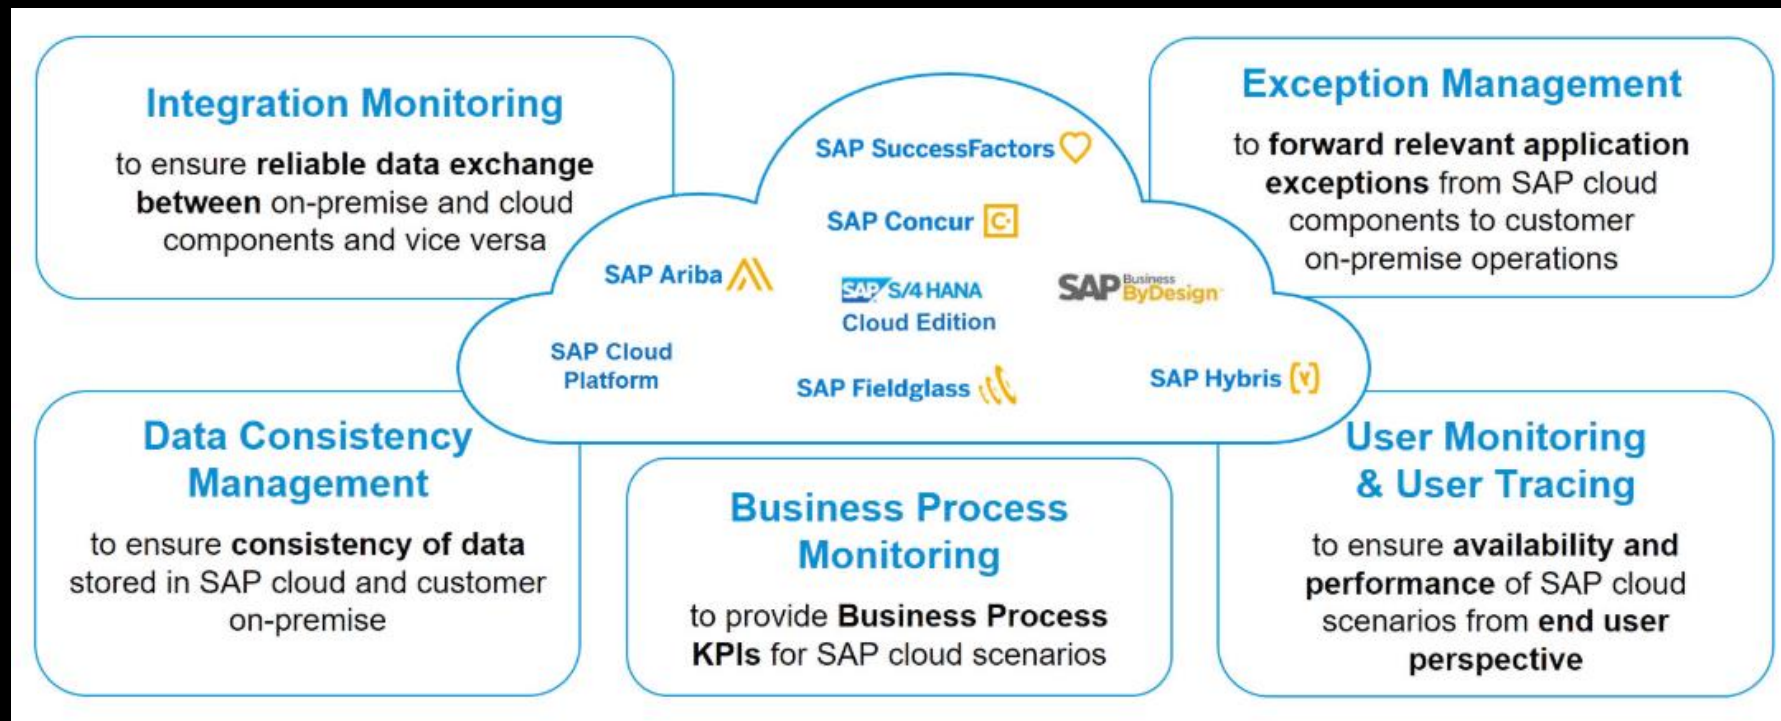 Integration Monitoring
to ensure reliable data exchange
between on-premise and cloud
components and vice versa
Exception Management
to forward relevant application
exceptions from SAP cloud
components to customer
on-premise operations
SAP SuccessFactors
SAP Concur C
SAP Ariba
SAP S/4HANA
Cloud Edition
SAP Business
ByDesign
SAP Cloud
Platform
SAP Fieldglass
SAP Hybris (Y)
Data Consistency
Management
to ensure consistency of data
stored in SAP cloud and customer
on-premise
Business Process
Monitoring
to provide Business Process
KPIs for SAP cloud scenarios
User Monitoring
& User Tracing
to ensure availability and
performance of SAP cloud
scenarios from end user
perspective